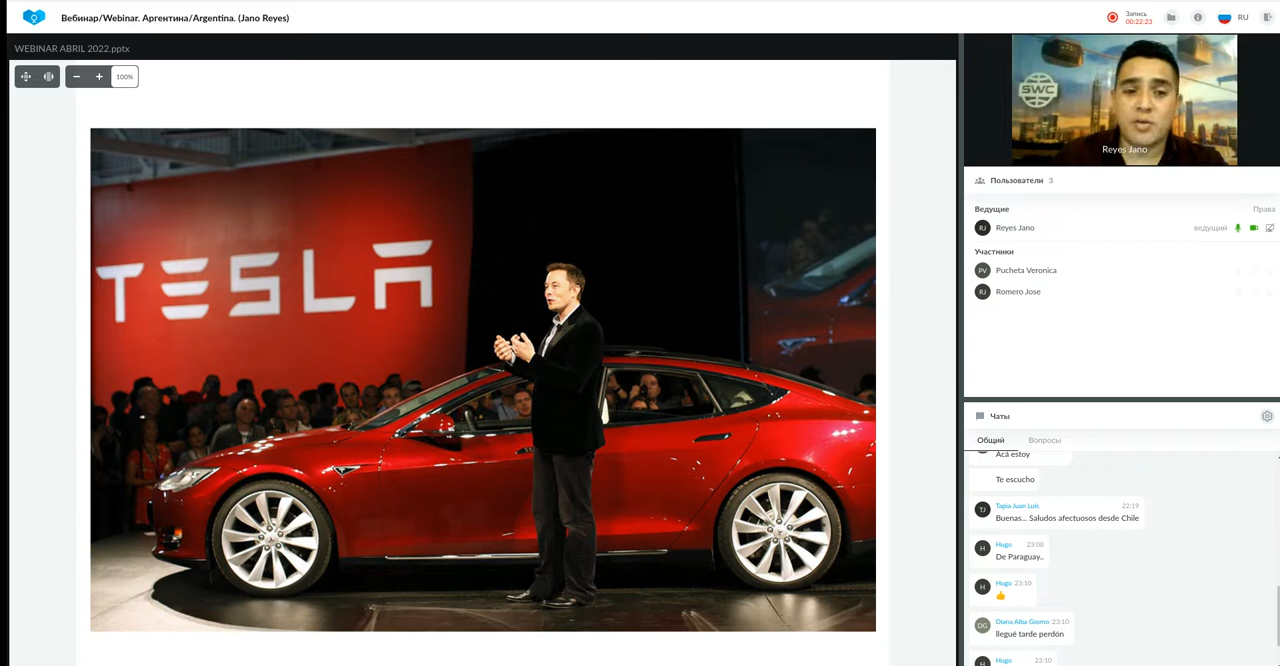 Вебинар/Webinar. Аргентина/Argentina. (Jano Reyes)
Запись
00:22:23
RU
WEBINAR ABRIL 2022.pptx
100%
TESLA
SWC
Reyes Jano
Пользователи 3
Ведущие
Права
RJ Reyes Jano ведущий
Участники
PV Pucheta Veronica
RJ Romero Jose
Чаты
Общий Вопросы
Acá estoy
Te escucho
TJ Tapia Juan Luis 22:19
Buenas... Saludos afectuosos desde Chile
H Hugo 23:00
De Paraguay..
H Hugo 23:10
👍
DG Diana Alba Giorno 23:10
llegué tarde perdón
H Hugo 23:10